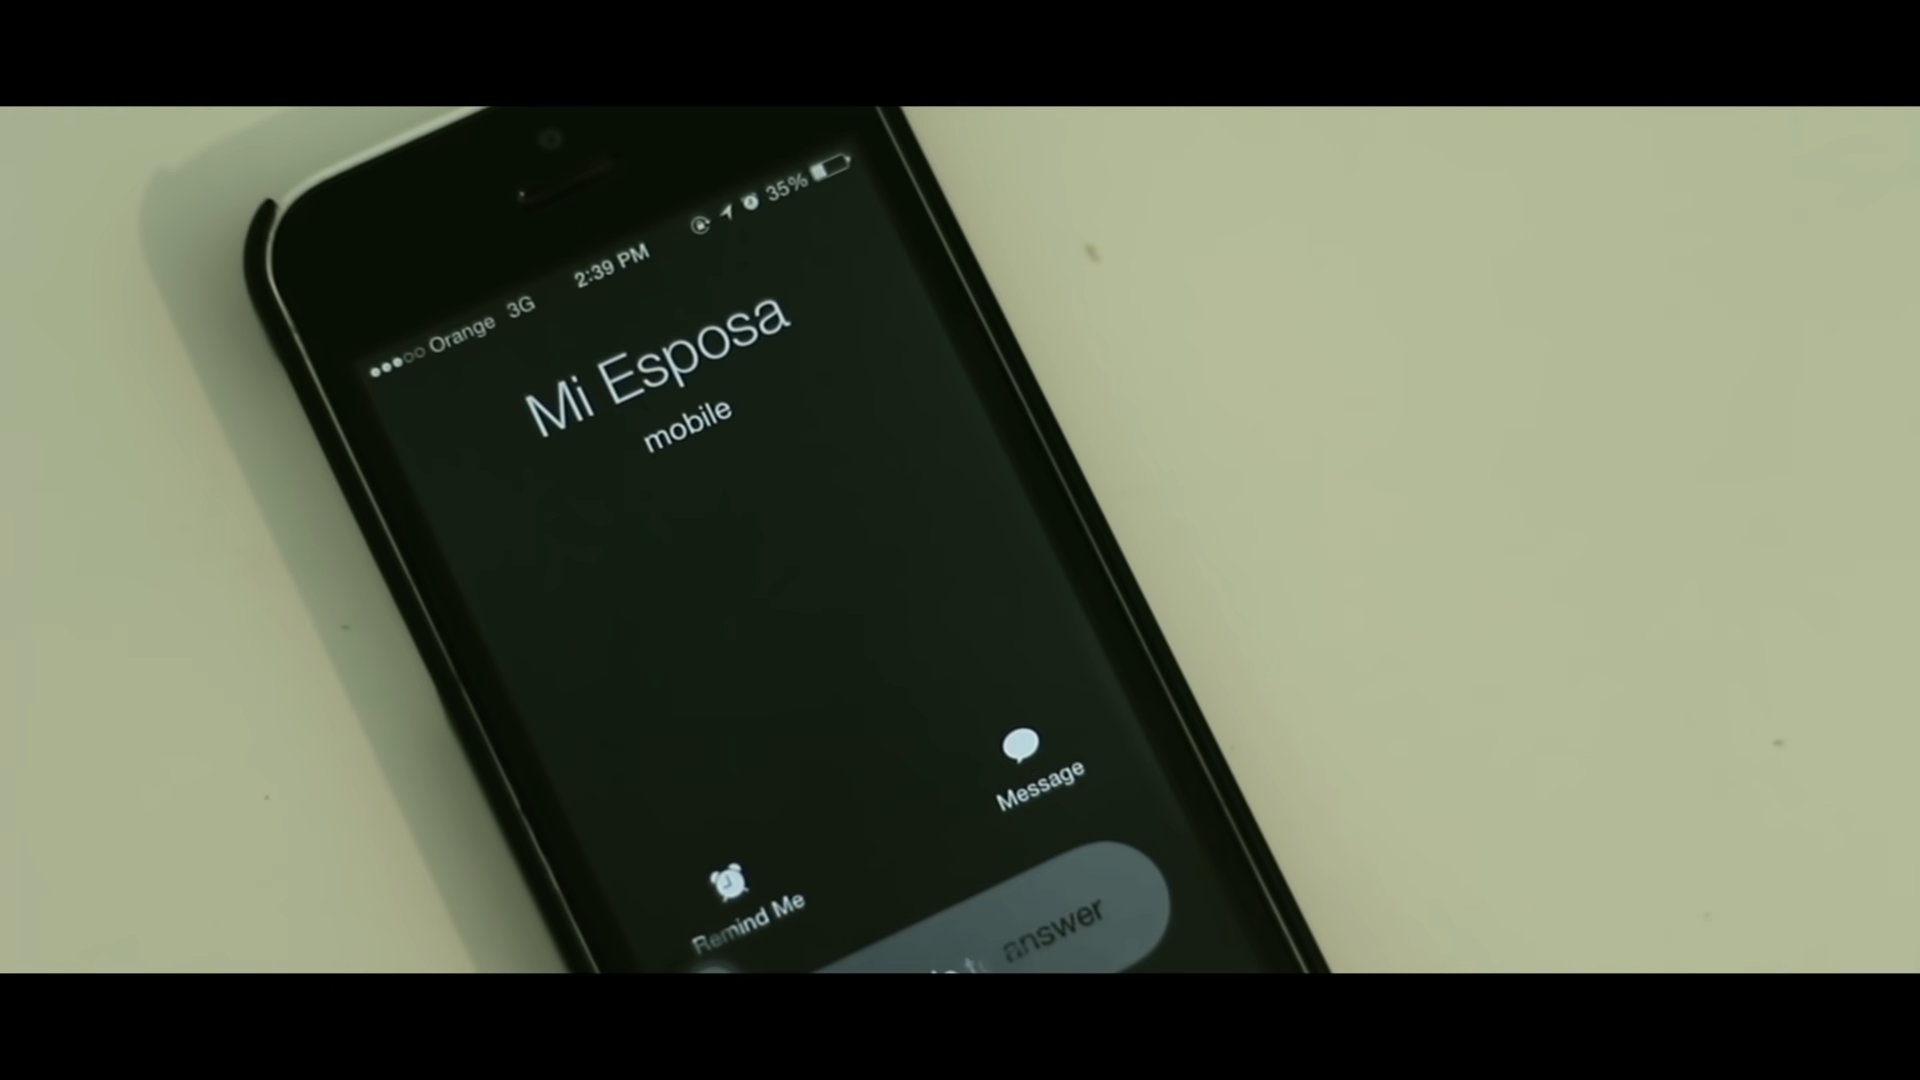 Orange 3G 2:39 PM 35%
Mi Esposa
mobile
Message
Remind Me
answer